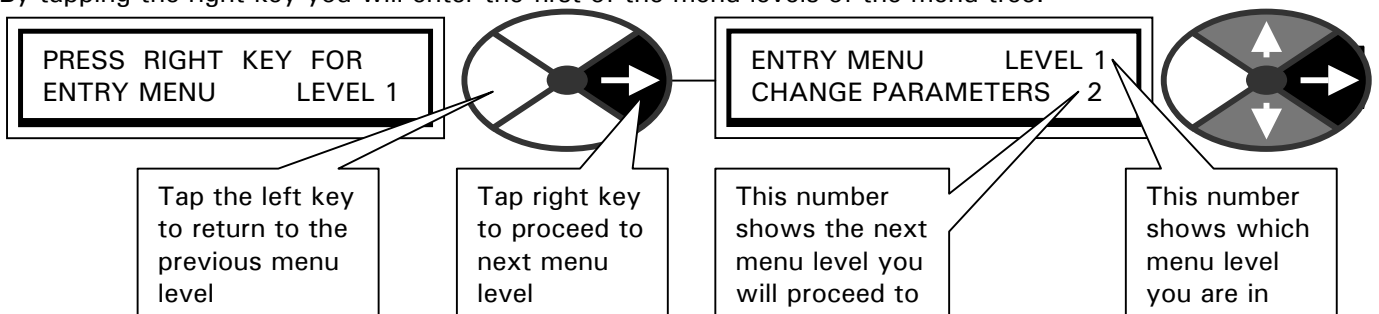 By tapping the right key you will enter the first of the menu levels of the menu tree.
PRESS RIGHT KEY FOR
ENTRY MENU LEVEL 1
ENTRY MENU LEVEL 1
CHANGE PARAMETERS 2
Tap the left key
to return to the
previous menu
level
Tap right key
to proceed to
next menu
level
This number
shows the next
menu level you
will proceed to
This number
shows which
menu level
you are in